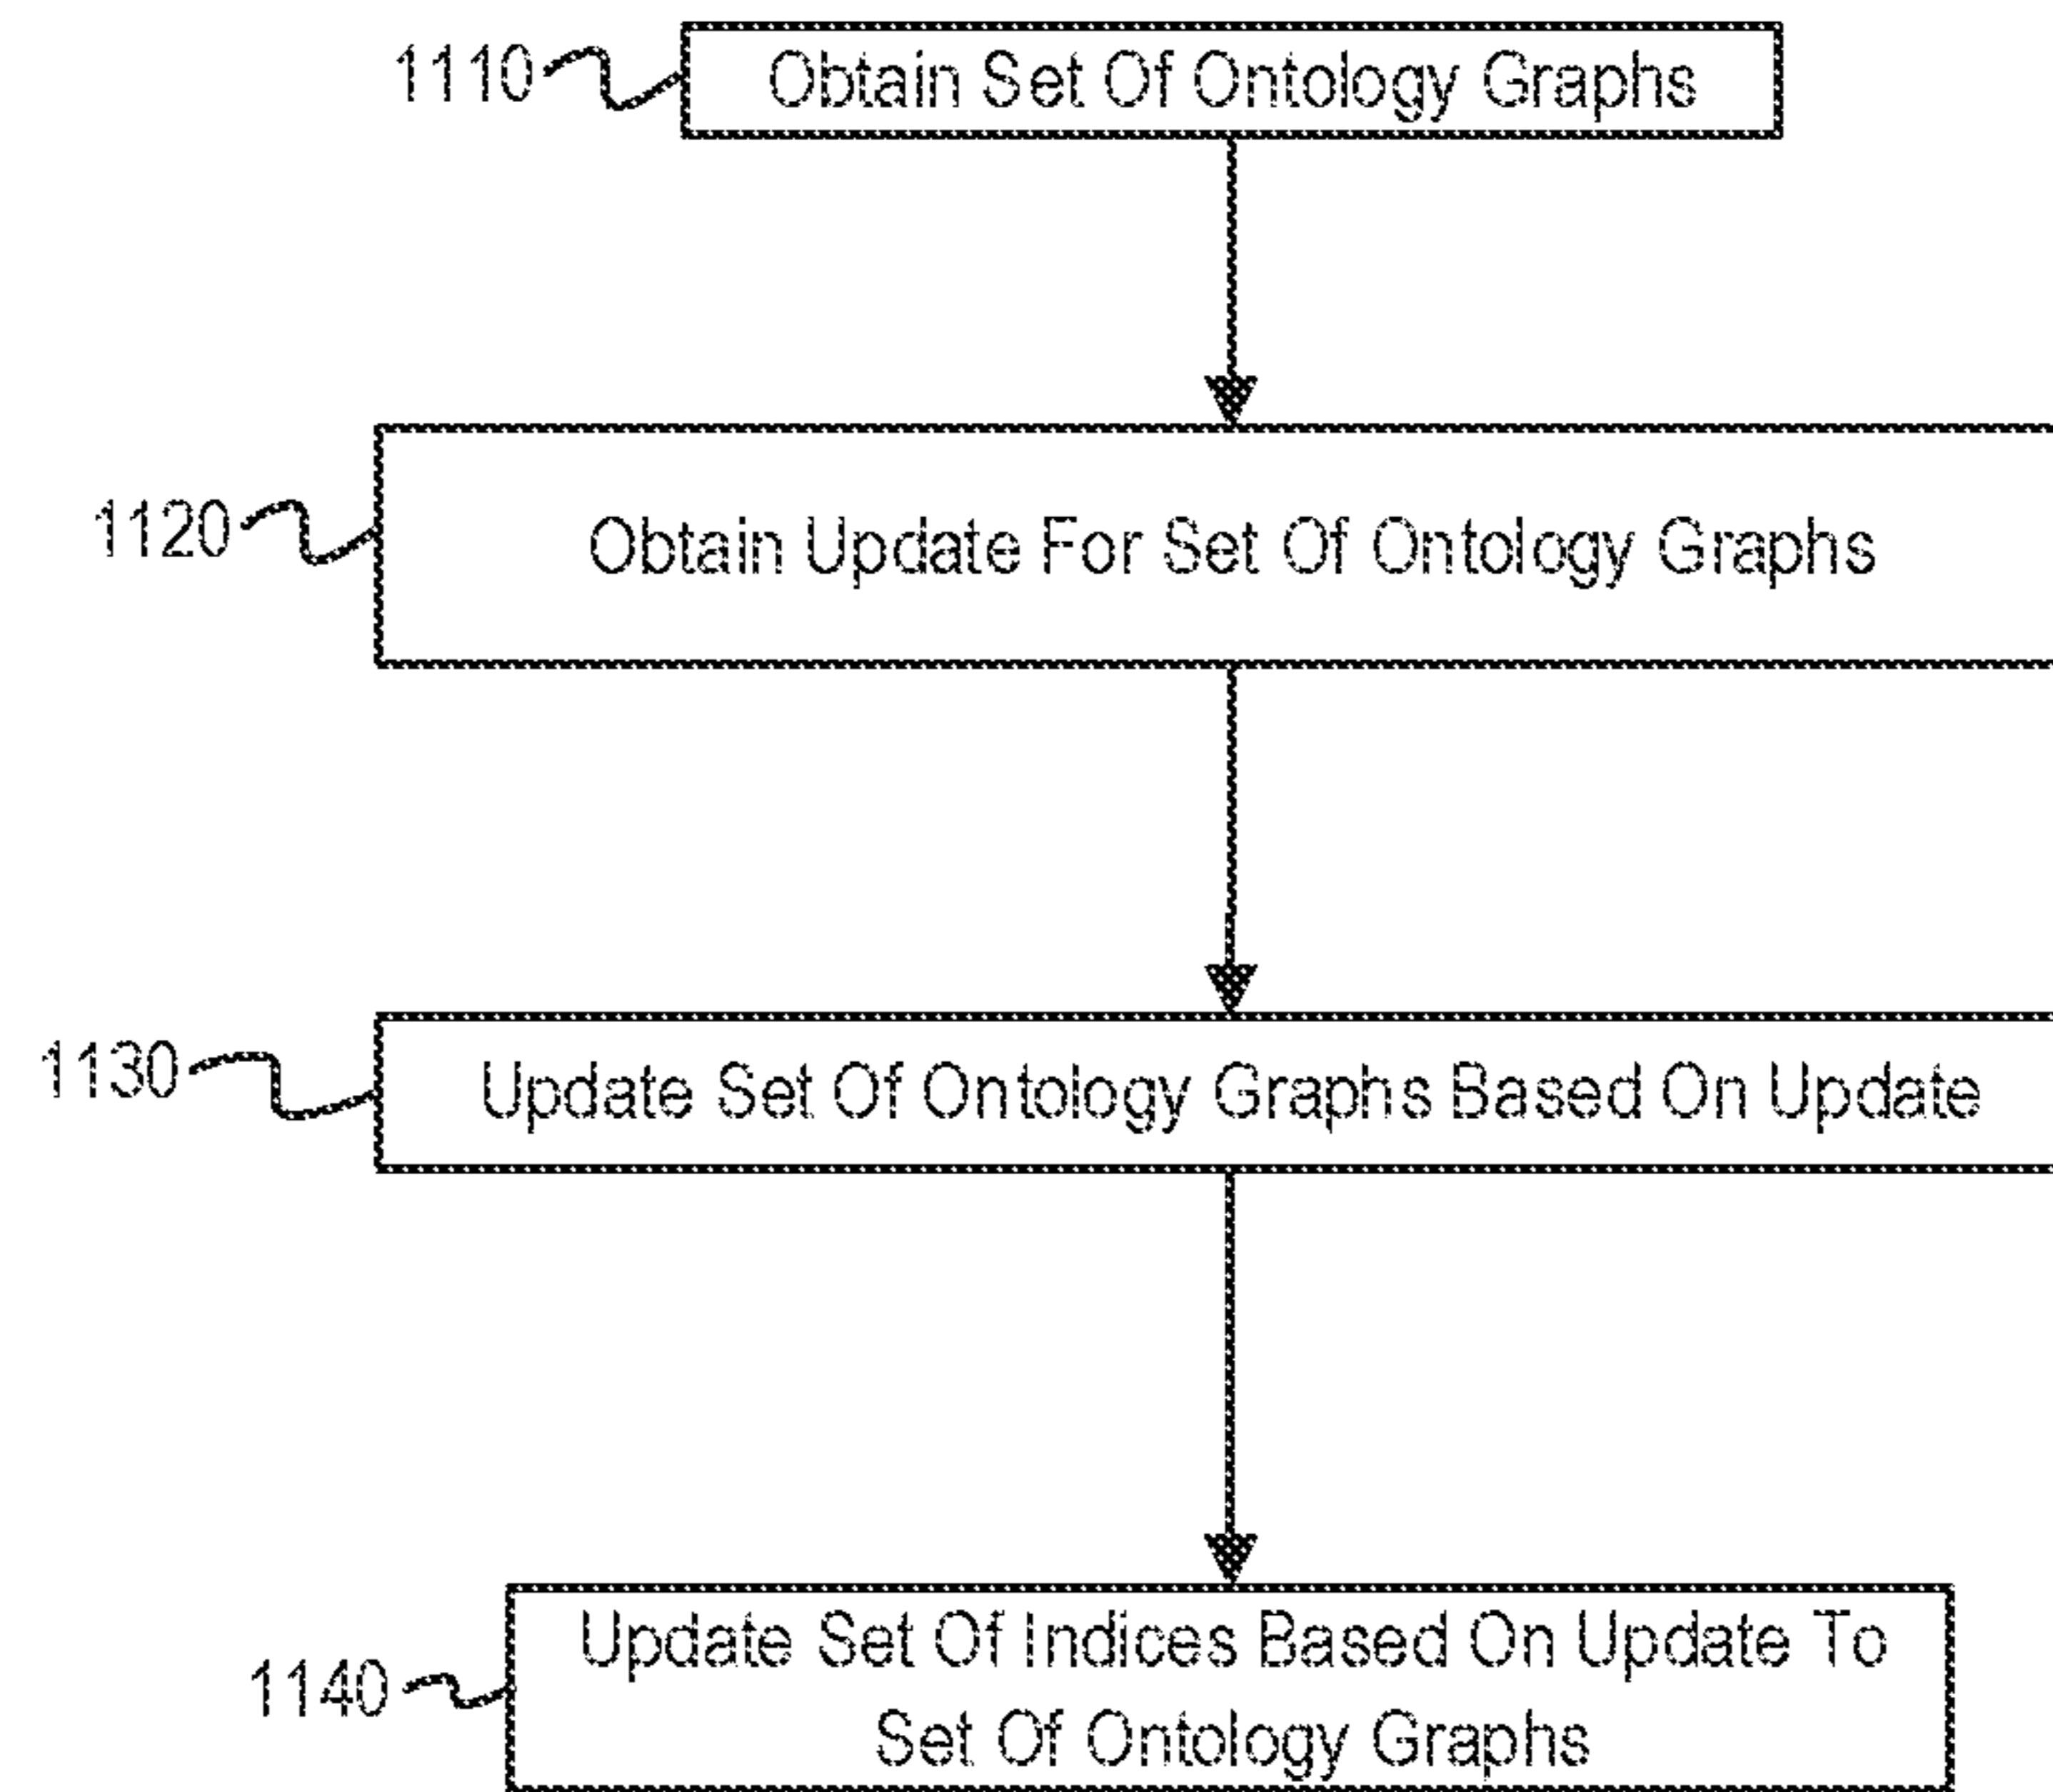 1110 Obtain Set Of Ontology Graphs
1120 Obtain Update For Set Of Ontology Graphs
1130 Update Set Of Ontology Graphs Based On Update
1140 Update Set Of Indices Based On Update To
Set Of Ontology Graphs